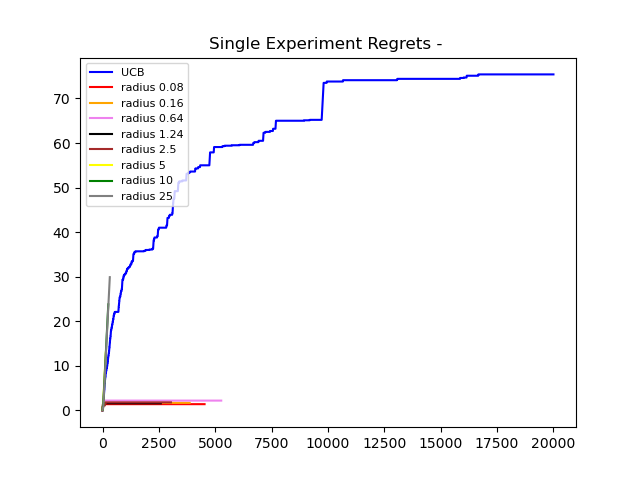 Single Experiment Regrets -
UCB
radius 0.08
radius 0.16
radius 0.64
radius 1.24
radius 2.5
radius 5
radius 10
radius 25
70
60
50
40
30
20
10
0
0 2500 5000 7500 10000 12500 15000 17500 20000